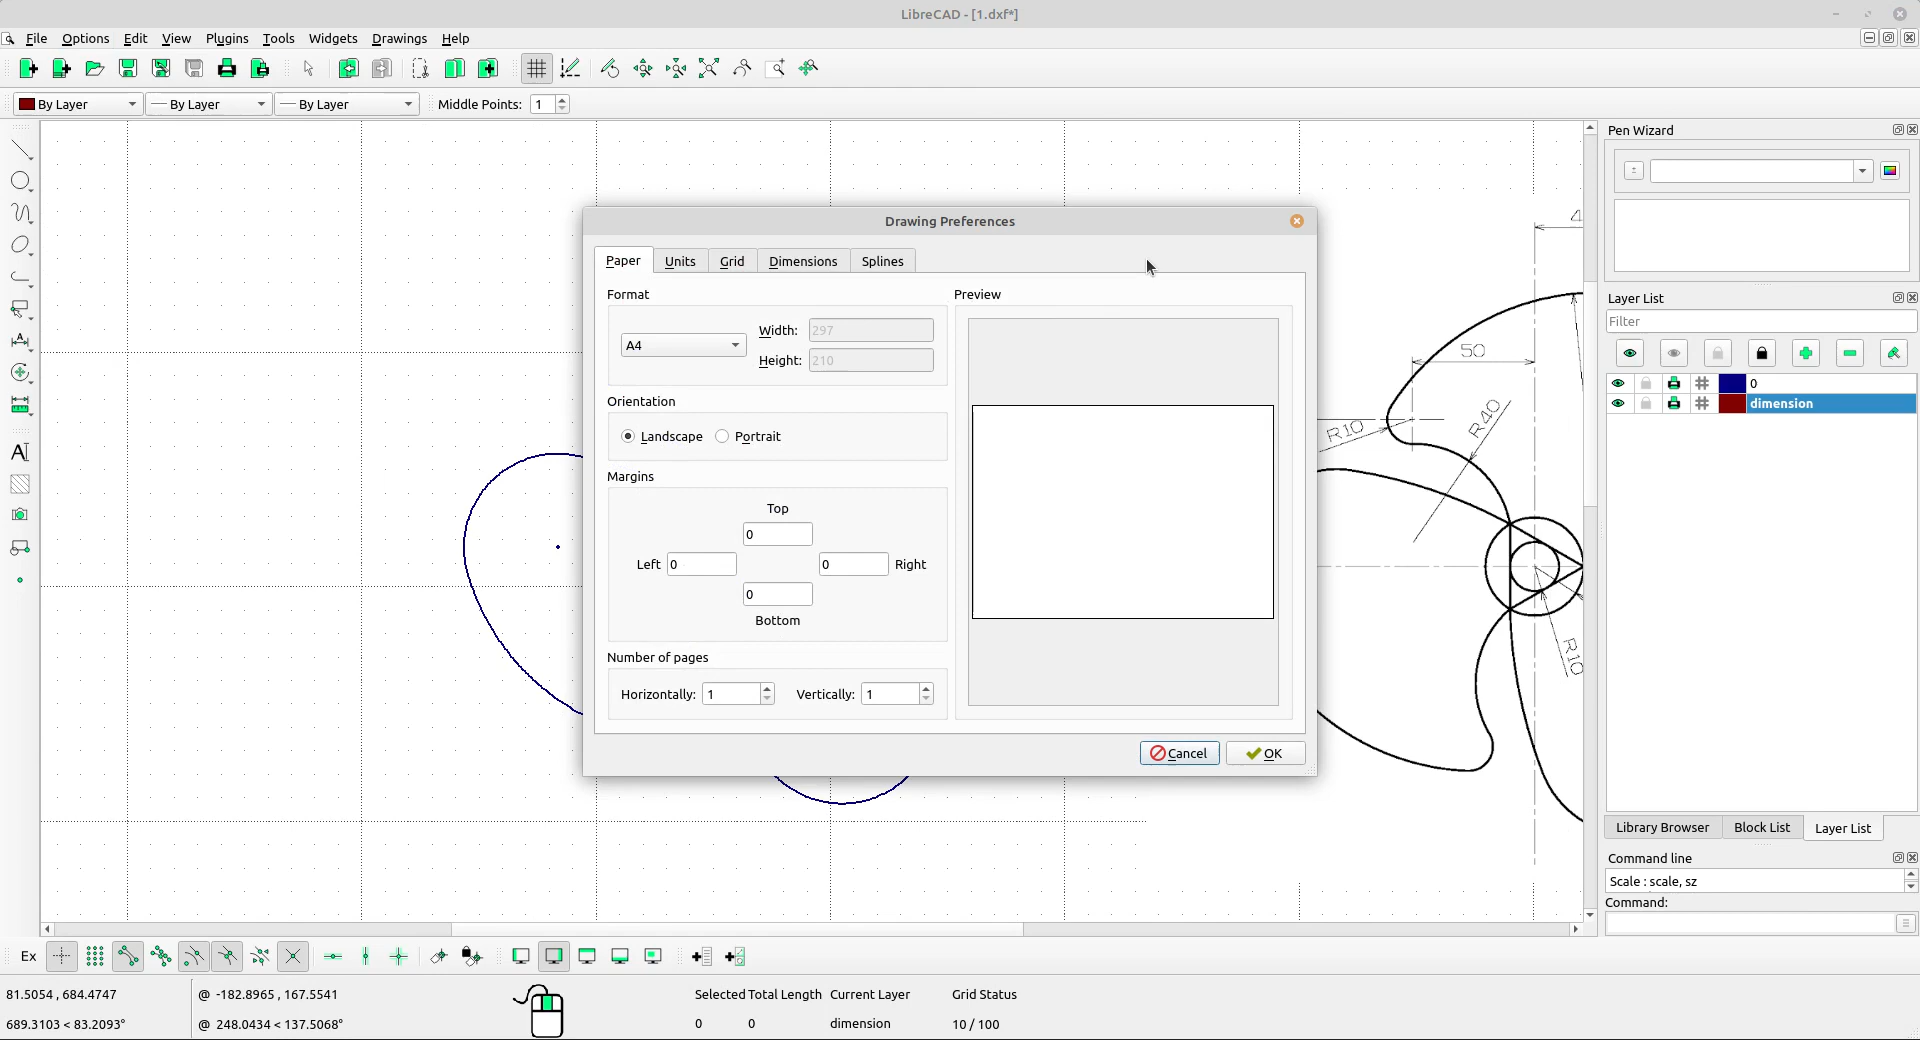 LibreCAD - [1.dxf*]
File Options Edit View Plugins Tools Widgets Drawings Help
By Layer By Layer By Layer Middle Points: 1
Pen Wizard
Layer List
Filter
0
dimension
Library Browser Block List Layer List
Command line
Scale : scale, sz
Command:
Drawing Preferences
Paper Units Grid Dimensions Splines
Format
A4
Width: 297
Height: 210
Orientation
Landscape Portrait
Margins
Top
0
Left 0 0 Right
0
Bottom
Number of pages
Horizontally: 1 Vertically: 1
Preview
Cancel OK
50
R10
R40
R10
4
Ex
81.5054 , 684.4747 @ -182.8965 , 167.5541 Selected Total Length Current Layer Grid Status
689.3103 < 83.2093° @ 248.0434 < 137.5068° 0 0 dimension 10 / 100